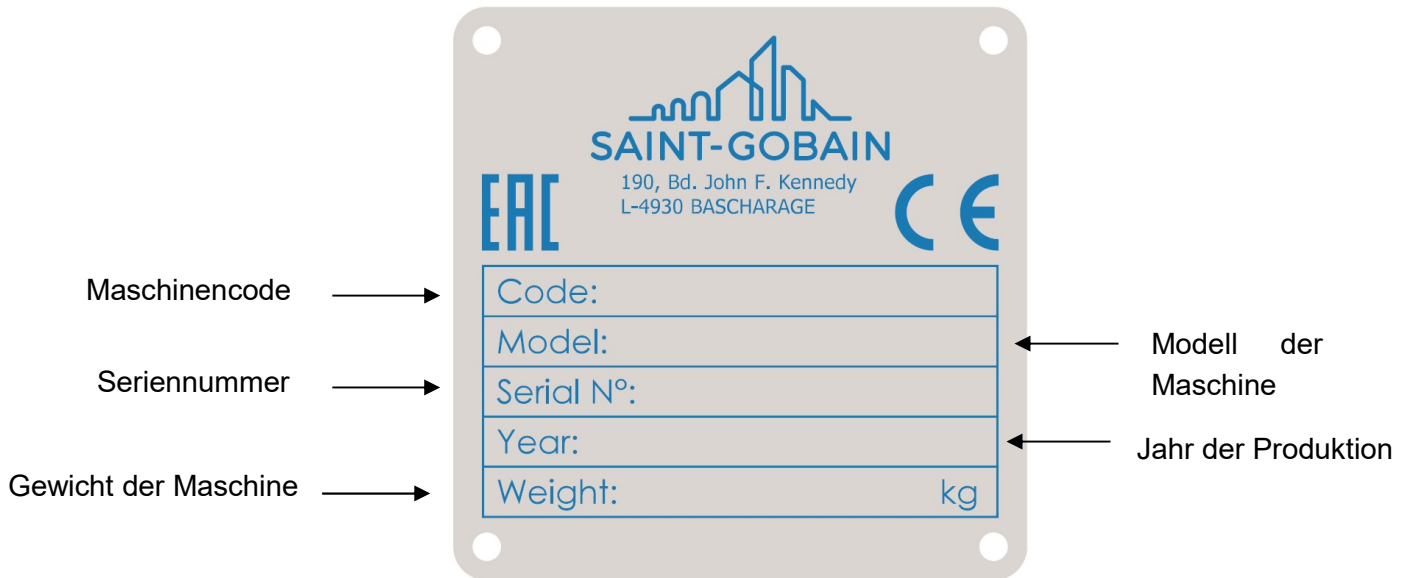 SAINT-GOBAIN
190, Bd. John F. Kennedy
L-4930 BASCHARAGE
EAC
CE
Maschinencode
Code:
Model:
Modell der
Maschine
Seriennummer
Serial N°:
Year:
Jahr der Produktion
Gewicht der Maschine
Weight: kg